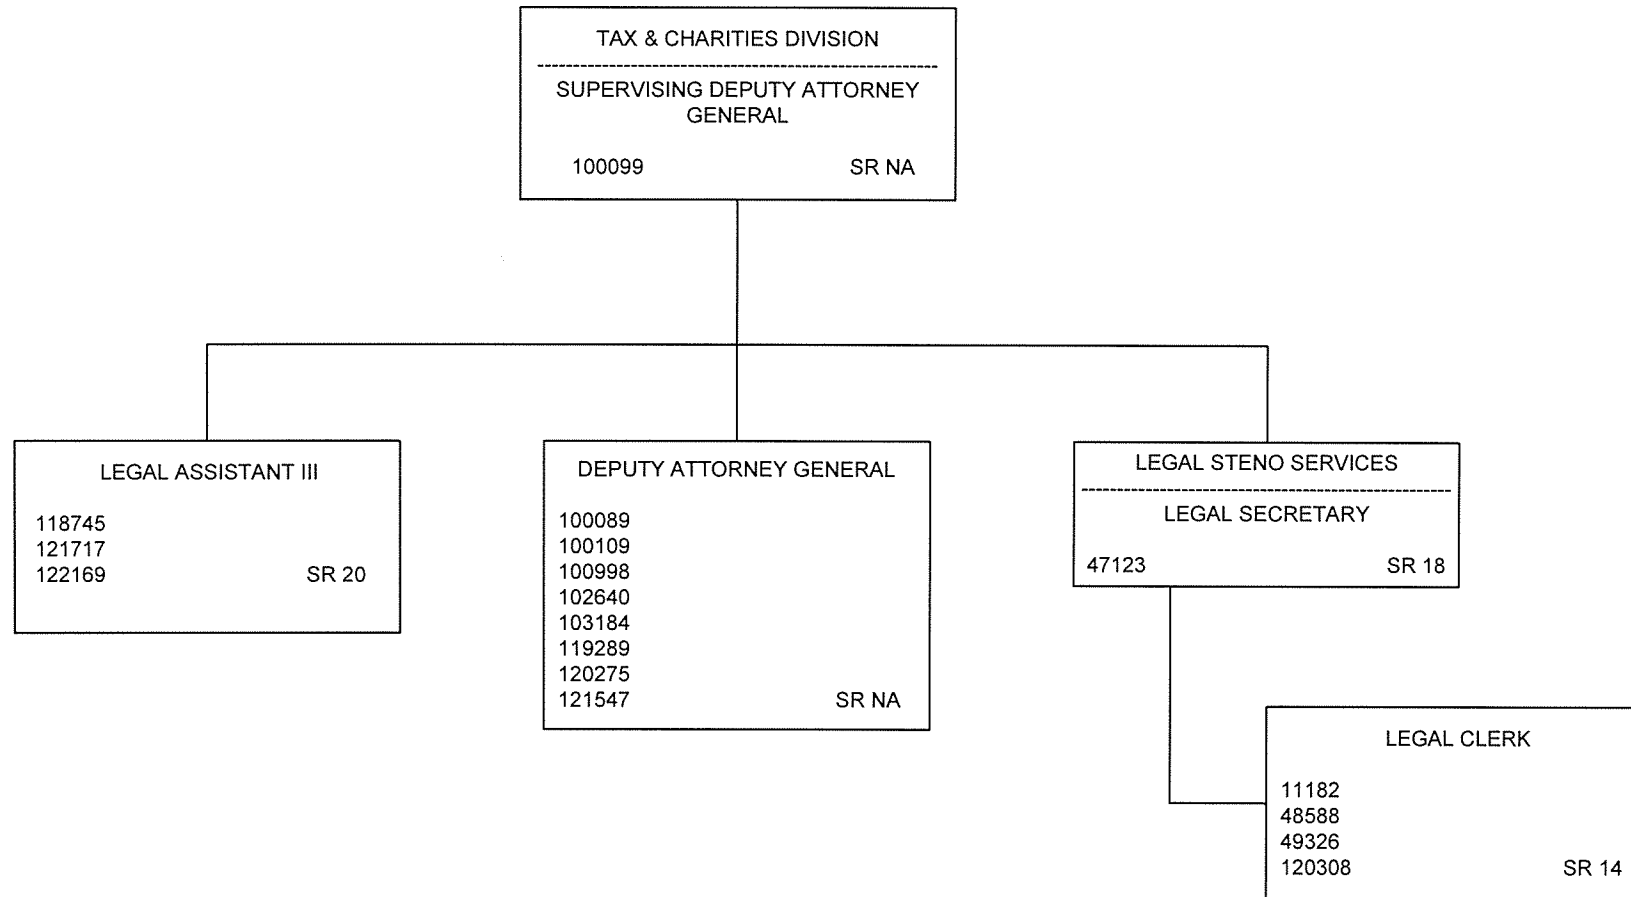 TAX & CHARITIES DIVISION
SUPERVISING DEPUTY ATTORNEY
GENERAL
100099 SR NA
LEGAL ASSISTANT III
118745
121717
122169 SR 20
DEPUTY ATTORNEY GENERAL
100089
100109
100998
102640
103184
119289
120275
121547 SR NA
LEGAL STENO SERVICES
LEGAL SECRETARY
47123 SR 18
LEGAL CLERK
11182
48588
49326
120308 SR 14